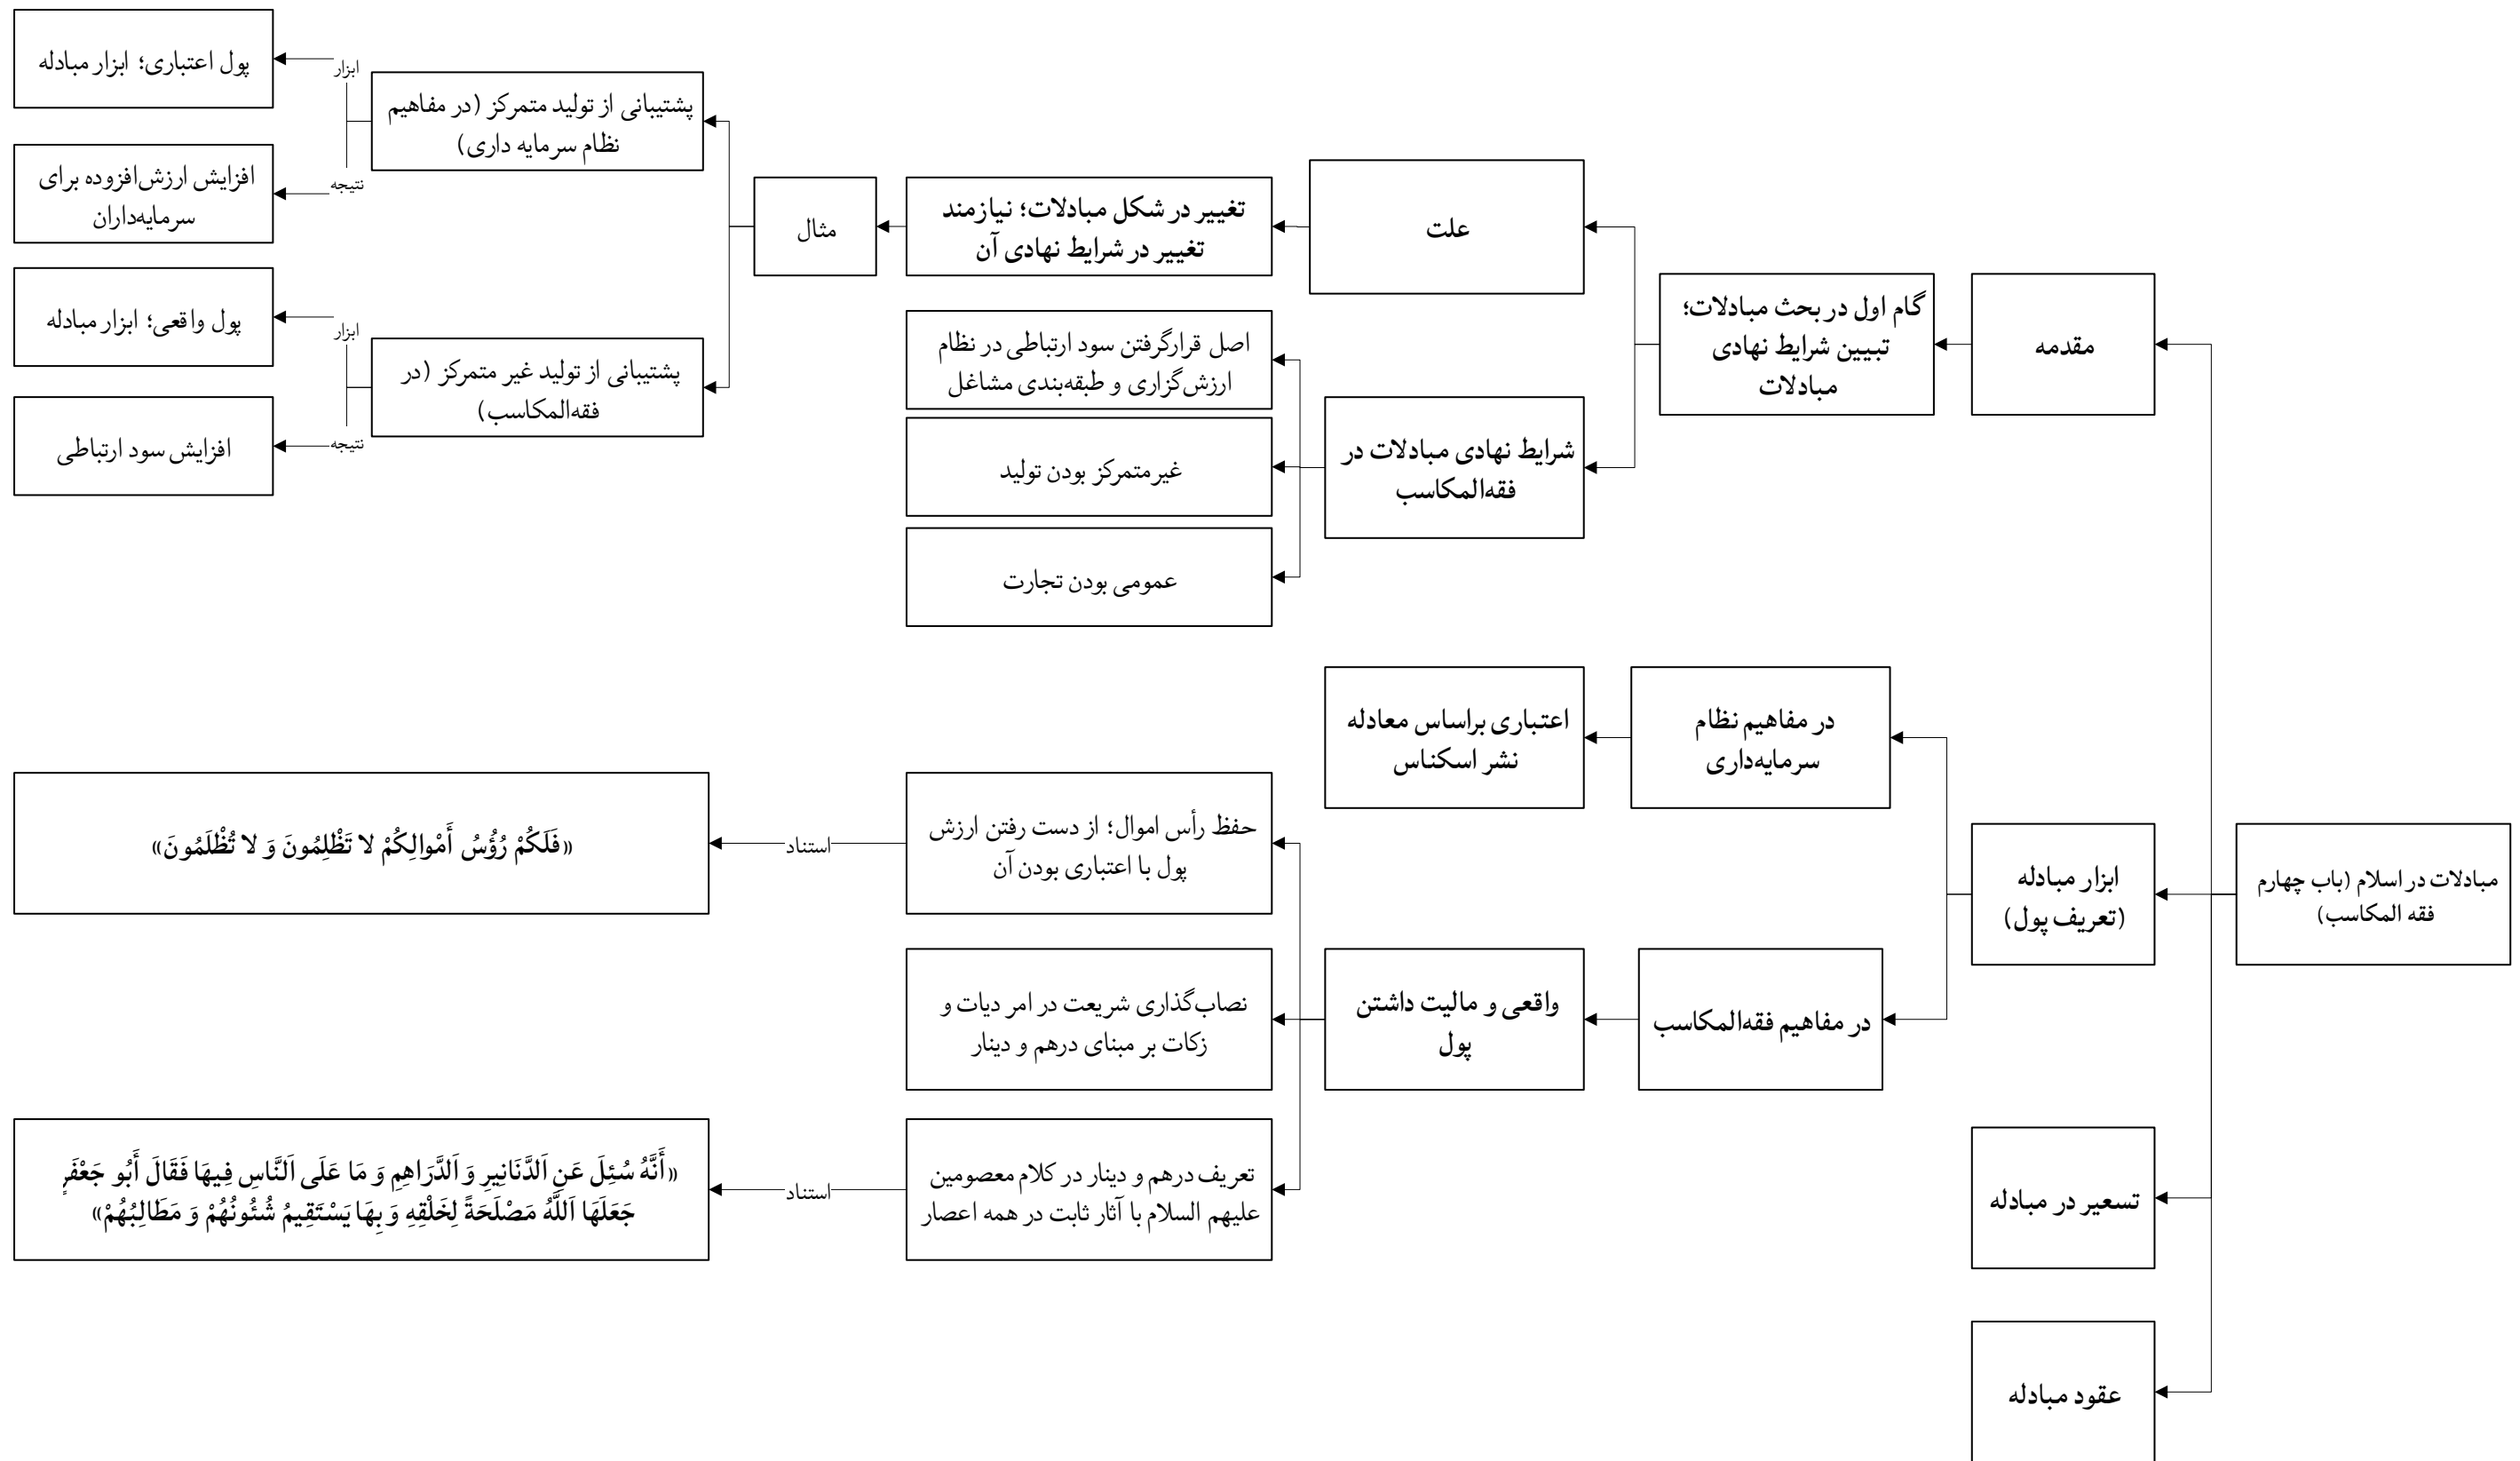 مبادلات در اسلام (باب چهارم
فقه المکاسب)
مقدمه
گام اول در بحث مبادلات؛
تبیین شرایط نهادی
مبادلات
علت
تغییر در شکل مبادلات؛ نیازمند
تغییر در شرایط نهادی آن
مثال
پشتیبانی از تولید متمرکز (در مفاهیم
نظام سرمایه داری)
ابزار
پول اعتباری؛ ابزار مبادله
نتیجه
افزایش ارزش‌افزوده برای
سرمایه‌داران
پشتیبانی از تولید غیر متمرکز (در
فقه‌المکاسب)
ابزار
پول واقعی؛ ابزار مبادله
نتیجه
افزایش سود ارتباطی
شرایط نهادی مبادلات در
فقه‌المکاسب
اصل قرارگرفتن سود ارتباطی در نظام
ارزش‌گزاری و طبقه‌بندی مشاغل
غیرمتمرکز بودن تولید
عمومی بودن تجارت
ابزار مبادله
(تعریف پول)
در مفاهیم نظام
سرمایه‌داری
اعتباری براساس معادله
نشر اسکناس
در مفاهیم فقه‌المکاسب
واقعی و مالیت داشتن
پول
حفظ رأس اموال؛ از دست رفتن ارزش
پول با اعتباری بودن آن
استناد
«فَلَكُمْ رُؤُسُ أَمْوالِكُمْ لا تَظْلِمُونَ وَ لا تُظْلَمُونَ»
نصاب‌گذاری شریعت در امر دیات و
زکات بر مبنای درهم و دینار
تعریف درهم و دینار در کلام معصومین
علیهم السلام با آثار ثابت در همه اعصار
استناد
«أَنَّهُ سُئِلَ عَنِ اَلدَّنَانِيرِ وَ اَلدَّرَاهِمِ وَ مَا عَلَى اَلنَّاسِ فِيهَا فَقَالَ أَبُو جَعْفَرٍ
جَعَلَهَا اَللَّهُ مَصْلَحَةً لِخَلْقِهِ وَ بِهَا يَسْتَقِيمُ شُئُونُهُمْ وَ مَطَالِبُهُمْ»
تسعیر در مبادله
عقود مبادله